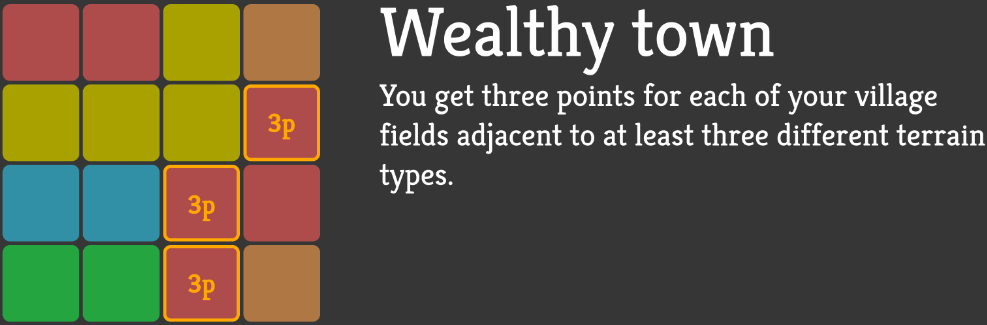 Wealthy town
You get three points for each of your village
fields adjacent to at least three different terrain
types.
3p
3p
3p